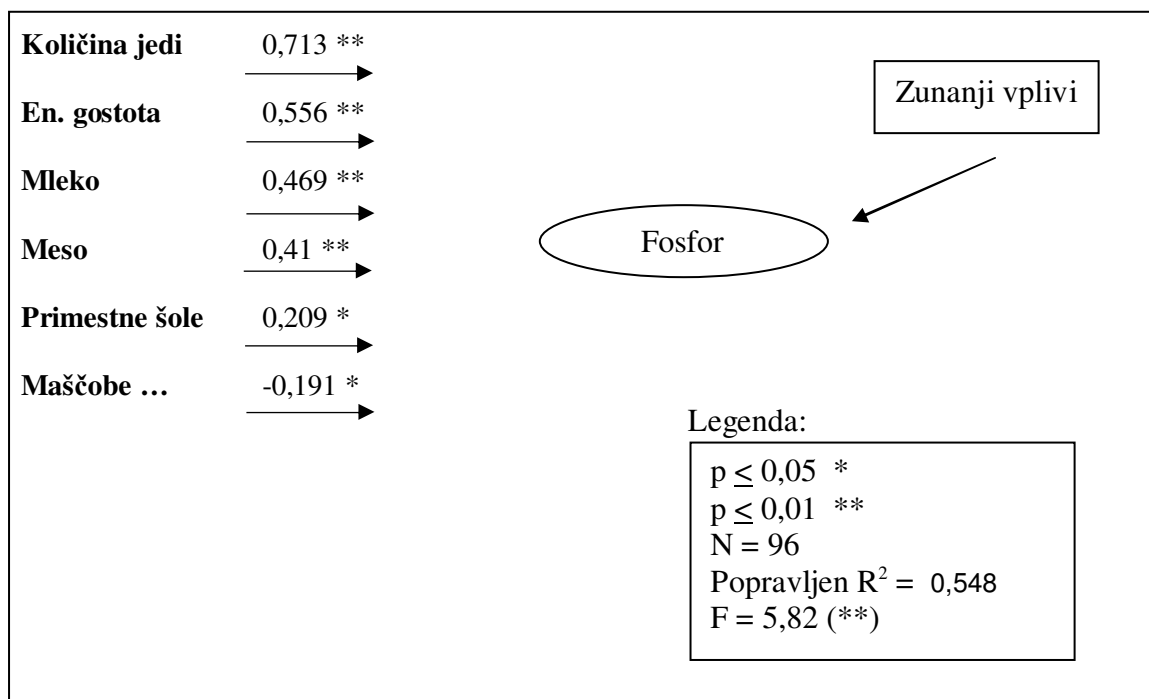 Količina jedi 0,713 **
Zunanji vplivi
En. gostota 0,556 **
Mleko 0,469 **
Meso 0,41 **
Fosfor
Primestne šole 0,209 *
Maščobe … -0,191 *
Legenda:
p ≤ 0,05 *
p ≤ 0,01 **
N = 96
Popravljen R² = 0,548
F = 5,82 (**)